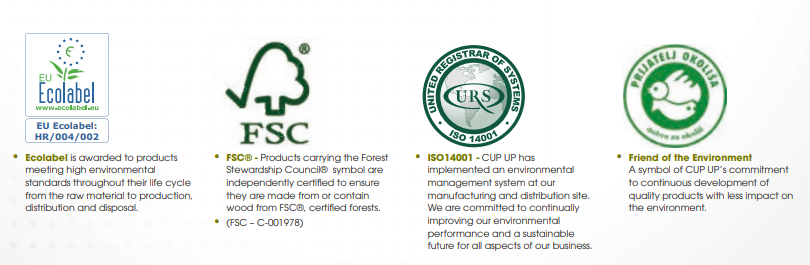 EU
Ecolabel
www.ecolabel.eu
EU Ecolabel:
HR/004/002
Ecolabel is awarded to products
meeting high environmental
standards throughout their life cycle
from the raw material to production,
distribution and disposal.
®
FSC
FSC® - Products carrying the Forest
Stewardship Council® symbol are
independently certified to ensure
they are made from or contain
wood from FSC®, certified forests.
(FSC – C-001978)
UNITED REGISTRAR OF SYSTEMS
URS
ISO 14001
ISO14001 - CUP UP has
implemented an environmental
management system at our
manufacturing and distribution site.
We are committed to continually
improving our environmental
performance and a sustainable
future for all aspects of our business.
PRIJATELJ OKOLIŠA
dobro za okoliš
Friend of the Environment
A symbol of CUP UP’s commitment
to continuous development of
quality products with less impact on
the environment.